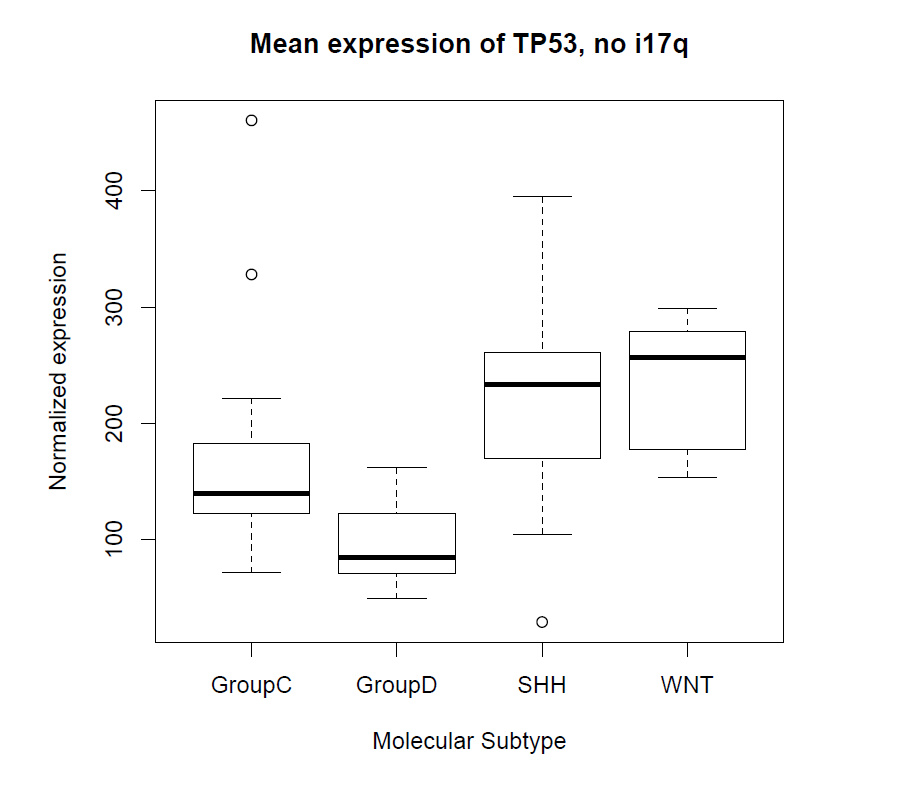 Mean expression of TP53, no i17q
Normalized expression
400
300
200
100
GroupC GroupD SHH WNT
Molecular Subtype